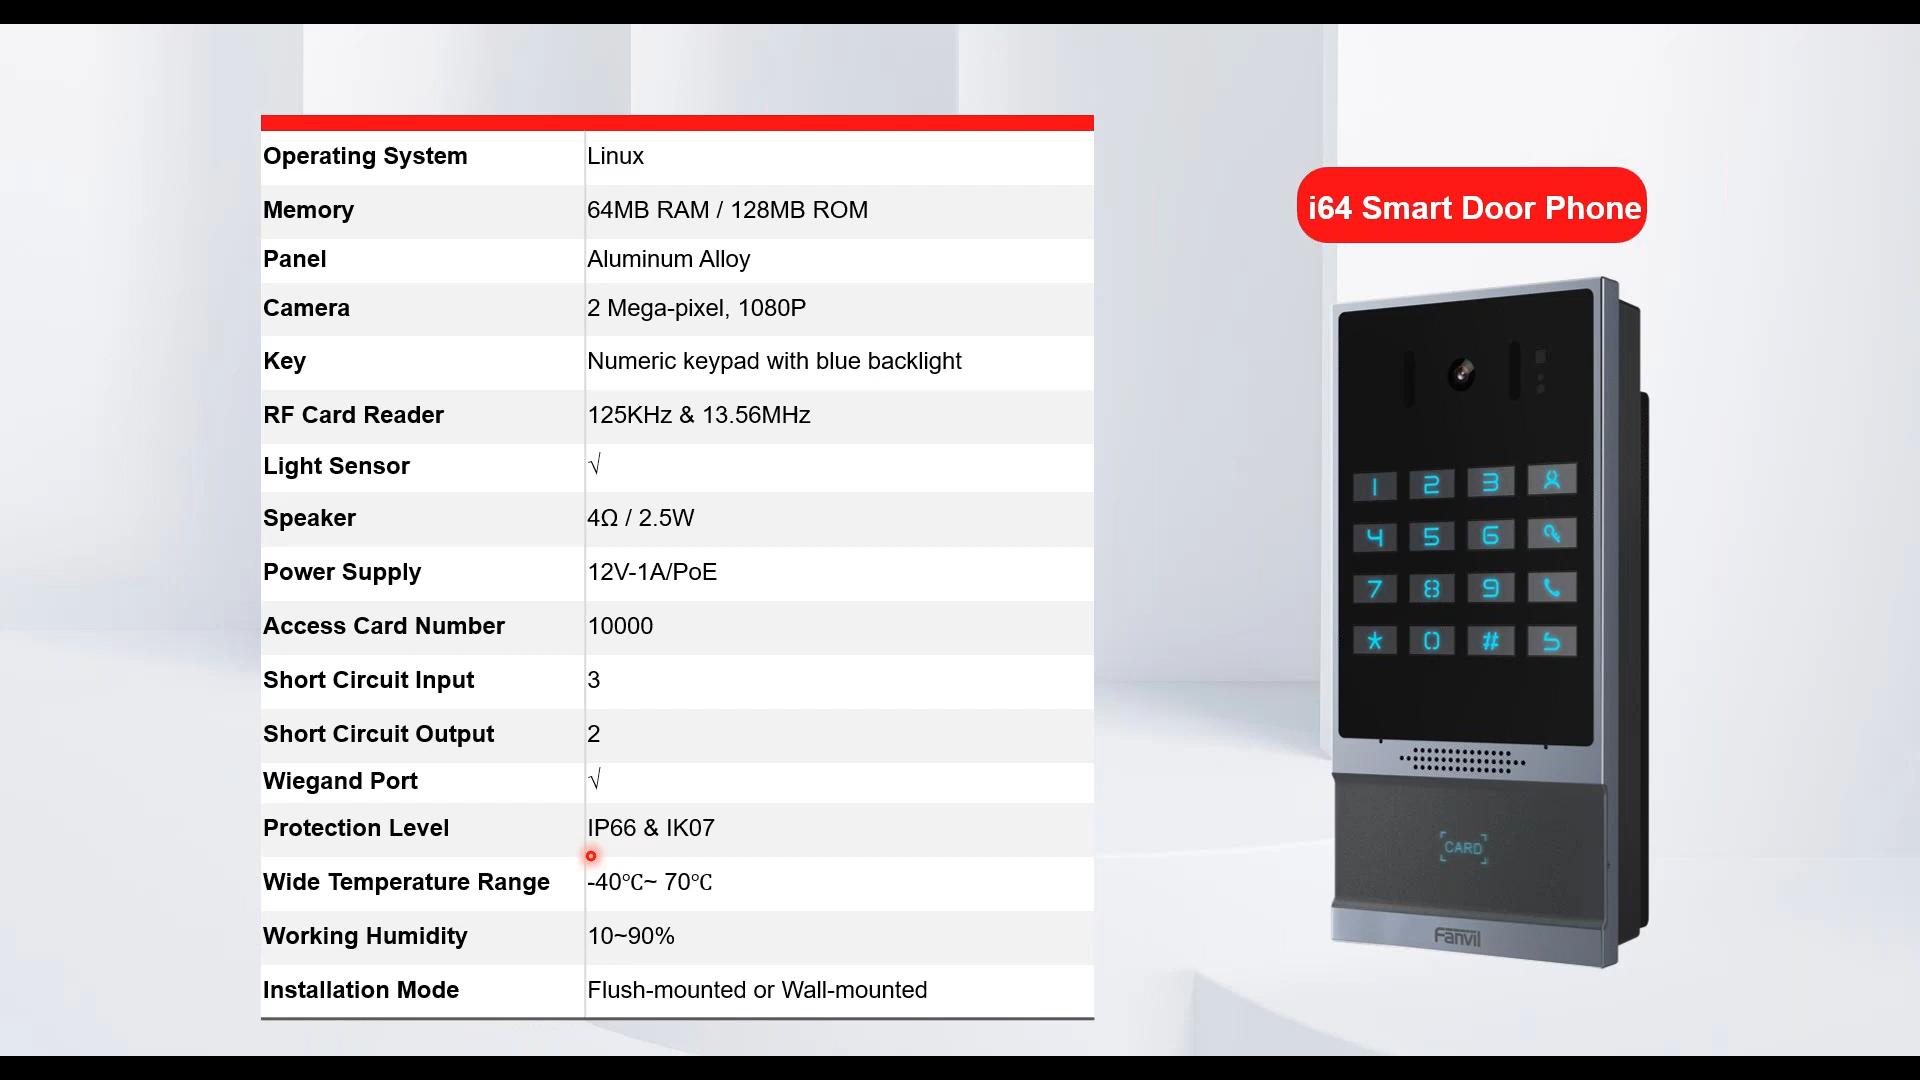 Operating System Linux
Memory 64MB RAM / 128MB ROM
Panel Aluminum Alloy
Camera 2 Mega-pixel, 1080P
Key Numeric keypad with blue backlight
RF Card Reader 125KHz & 13.56MHz
Light Sensor √
Speaker 4Ω / 2.5W
Power Supply 12V-1A/PoE
Access Card Number 10000
Short Circuit Input 3
Short Circuit Output 2
Wiegand Port √
Protection Level IP66 & IK07
Wide Temperature Range -40℃~ 70℃
Working Humidity 10~90%
Installation Mode Flush-mounted or Wall-mounted
i64 Smart Door Phone
1 2 3
4 5 6
7 8 9
* 0 #
CARD
Fanvil